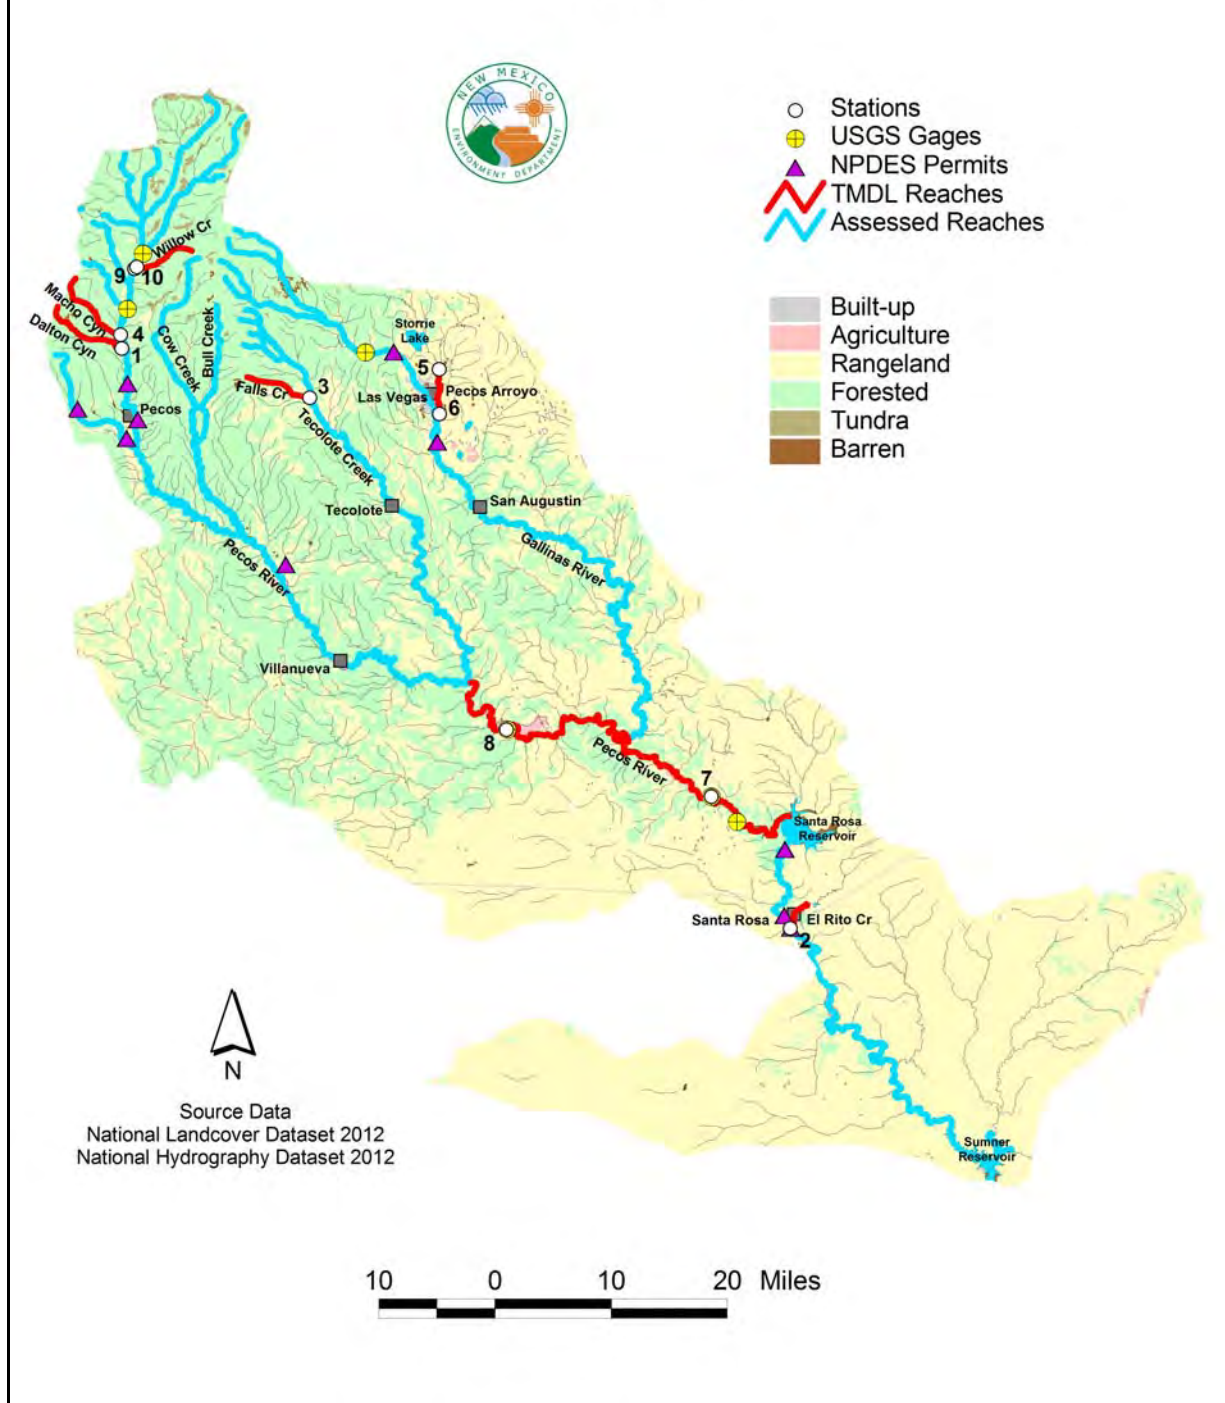 NEW MEXICO
ENVIRONMENT DEPARTMENT
Stations
USGS Gages
NPDES Permits
TMDL Reaches
Assessed Reaches
Built-up
Agriculture
Rangeland
Forested
Tundra
Barren
Willow Cr
9
10
Macho Cyn
Dalton Cyn
4
1
Cow Creek
Bull Creek
Storrie
Lake
5
Pecos Arroyo
Las Vegas
6
Falls Cr
3
Pecos
Tecolote Creek
Tecolote
San Augustin
Gallinas River
Pecos River
Villanueva
8
Pecos River
7
Santa Rosa
Reservoir
Santa Rosa
El Rito Cr
2
Sumner
Reservoir
N
Source Data
National Landcover Dataset 2012
National Hydrography Dataset 2012
10 0 10 20 Miles